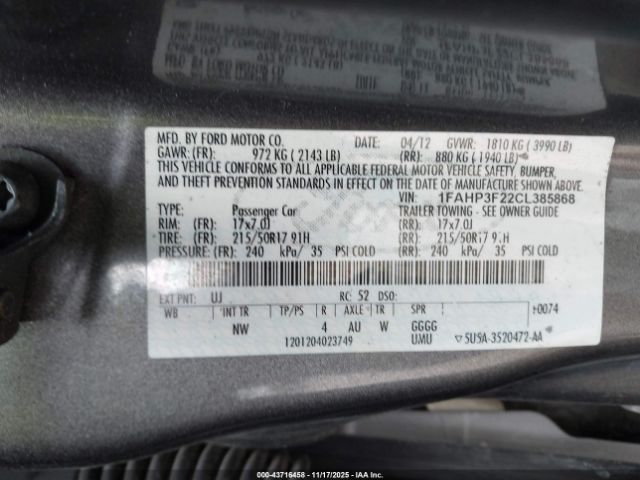 MFD. BY FORD MOTOR CO. DATE: 04/12 GVWR: 1810 KG ( 3990 LB)
GAWR: (FR): 972 KG ( 2143 LB) (RR): 880 KG ( 1940 LB)
THIS VEHICLE CONFORMS TO ALL APPLICABLE FEDERAL MOTOR VEHICLE SAFETY, BUMPER,
AND THEFT PREVENTION STANDARDS IN EFFECT ON THE DATE OF MANUFACTURE SHOWN ABOVE.
VIN: 1FAHP3F22CL385868
TYPE: Passenger Car TRAILER TOWING - SEE OWNER GUIDE
RIM: (FR): 17x7.0J (RR): 17x7.0J
TIRE: (FR): 215/50R17 91H (RR): 215/50R17 91H
PRESSURE: (FR): 240 kPa/ 35 PSI COLD (RR): 240 kPa/ 35 PSI COLD
EXT PNT: UJ RC: 52 DSO:
WB INT TR TP/PS R AXLE TR SPR
NW 4 AU W GGGG
1201204023749 UMU 5U5A-3520472-AA
00-43716458 - 11/17/2025 - IAAI.COM